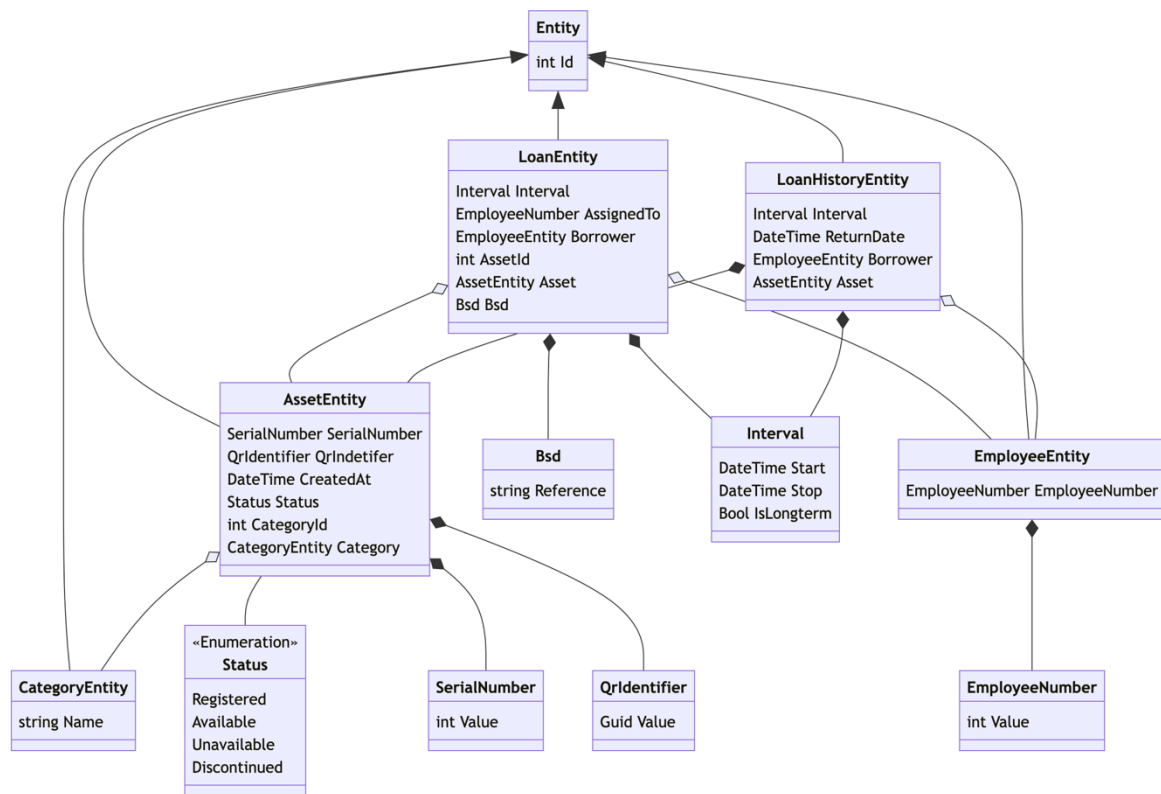 Entity
int Id
LoanEntity
Interval Interval
EmployeeNumber AssignedTo
EmployeeEntity Borrower
int AssetId
AssetEntity Asset
Bsd Bsd
LoanHistoryEntity
Interval Interval
DateTime ReturnDate
EmployeeEntity Borrower
AssetEntity Asset
AssetEntity
SerialNumber SerialNumber
QrIdentifier QrIndetifer
DateTime CreatedAt
Status Status
int CategoryId
CategoryEntity Category
Bsd
string Reference
Interval
DateTime Start
DateTime Stop
Bool IsLongterm
EmployeeEntity
EmployeeNumber EmployeeNumber
CategoryEntity
string Name
«Enumeration»
Status
Registered
Available
Unavailable
Discontinued
SerialNumber
int Value
QrIdentifier
Guid Value
EmployeeNumber
int Value